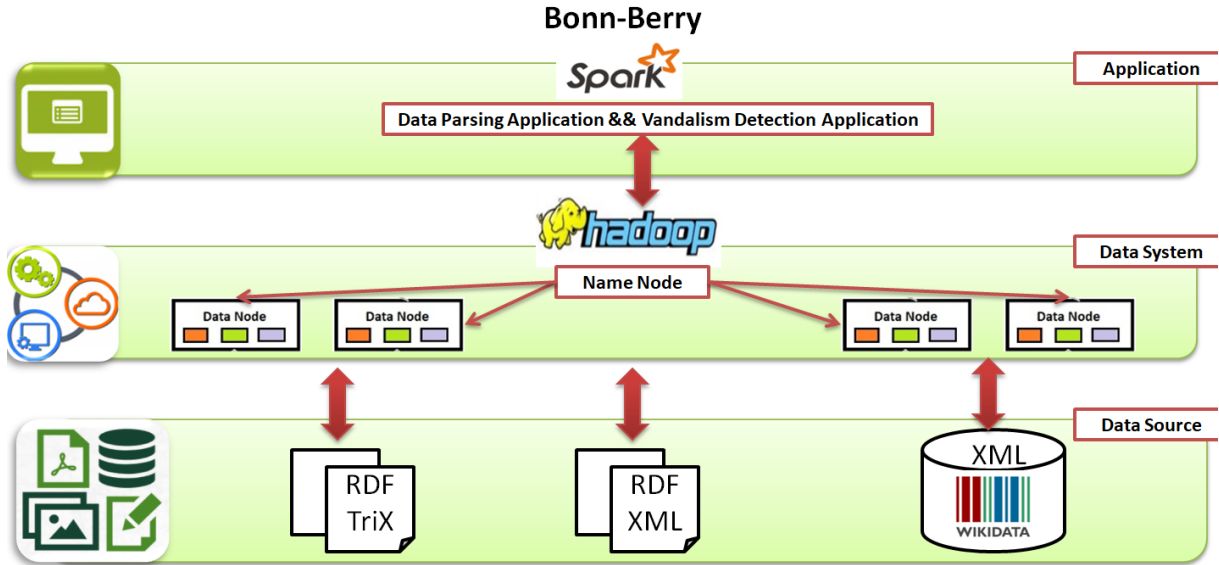 Bonn-Berry
Spark
Application
Data Parsing Application && Vandalism Detection Application
hadoop
Data System
Name Node
Data Node
Data Node
Data Node
Data Node
Data Source
RDF
TriX
RDF
XML
XML
WIKIDATA